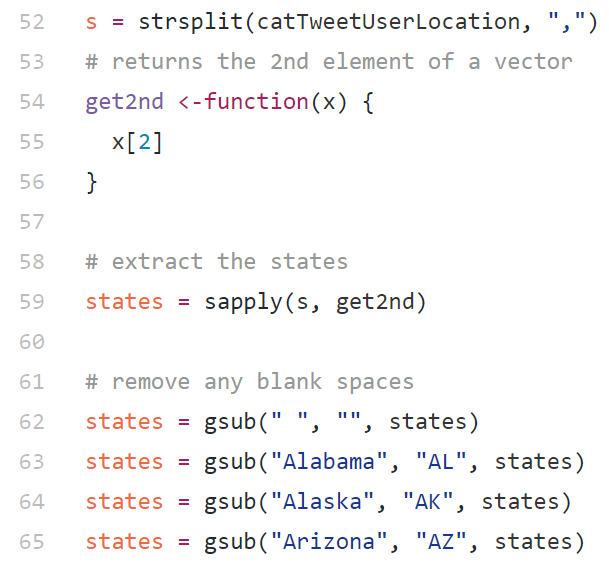 52 s = strsplit(catTweetUserLocation, ",")
53 # returns the 2nd element of a vector
54 get2nd <-function(x) {
55   x[2]
56 }
57
58 # extract the states
59 states = sapply(s, get2nd)
60
61 # remove any blank spaces
62 states = gsub(" ", "", states)
63 states = gsub("Alabama", "AL", states)
64 states = gsub("Alaska", "AK", states)
65 states = gsub("Arizona", "AZ", states)